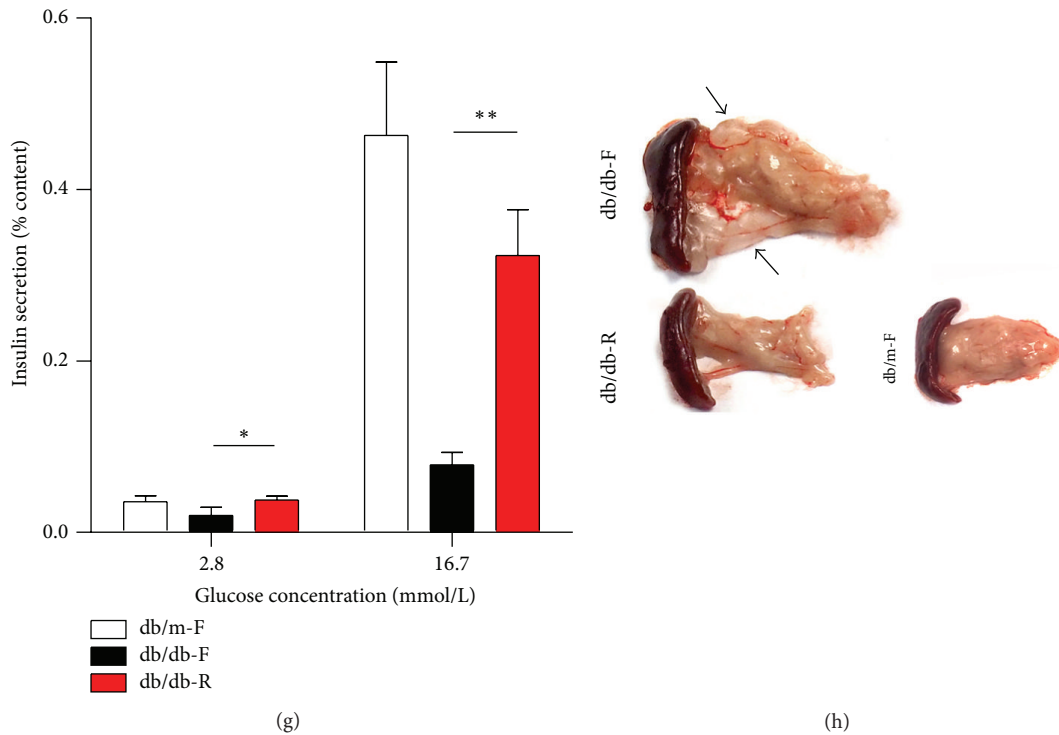 0.6
0.4
0.2
0.0
Insulin secretion (% content)
*
**
2.8
16.7
Glucose concentration (mmol/L)
db/m-F
db/db-F
db/db-R
(g)
db/db-F
db/db-R
db/m-F
(h)